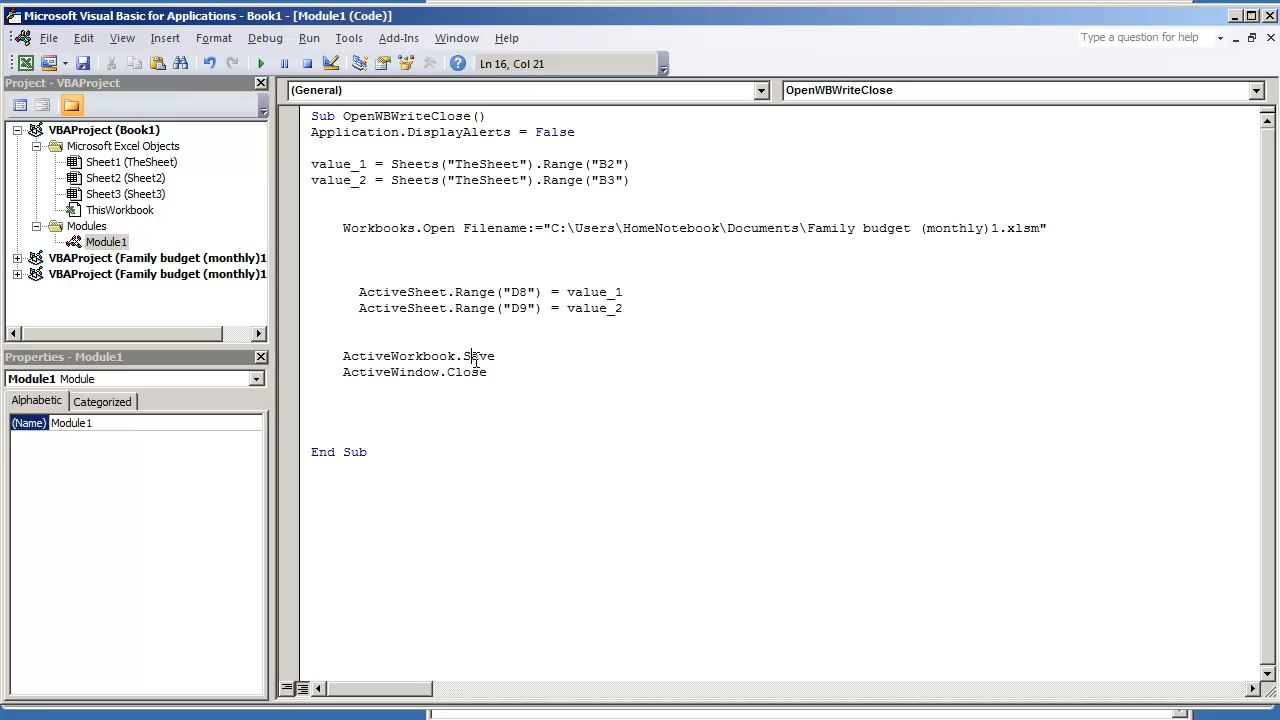 Microsoft Visual Basic for Applications - Book1 - [Module1 (Code)]
File Edit View Insert Format Debug Run Tools Add-Ins Window Help
Type a question for help
Ln 16, Col 21
Project - VBAProject
(General)
OpenWBWriteClose
VBAProject (Book1)
Microsoft Excel Objects
Sheet1 (TheSheet)
Sheet2 (Sheet2)
Sheet3 (Sheet3)
ThisWorkbook
Modules
Module1
VBAProject (Family budget (monthly)1
VBAProject (Family budget (monthly)1
Properties - Module1
Module1 Module
Alphabetic Categorized
(Name) Module1
Sub OpenWBWriteClose()
Application.DisplayAlerts = False
value_1 = Sheets("TheSheet").Range("B2")
value_2 = Sheets("TheSheet").Range("B3")
Workbooks.Open Filename:="C:\Users\HomeNotebook\Documents\Family budget (monthly)1.xlsm"
ActiveSheet.Range("D8") = value_1
ActiveSheet.Range("D9") = value_2
ActiveWorkbook.Save
ActiveWindow.Close
End Sub